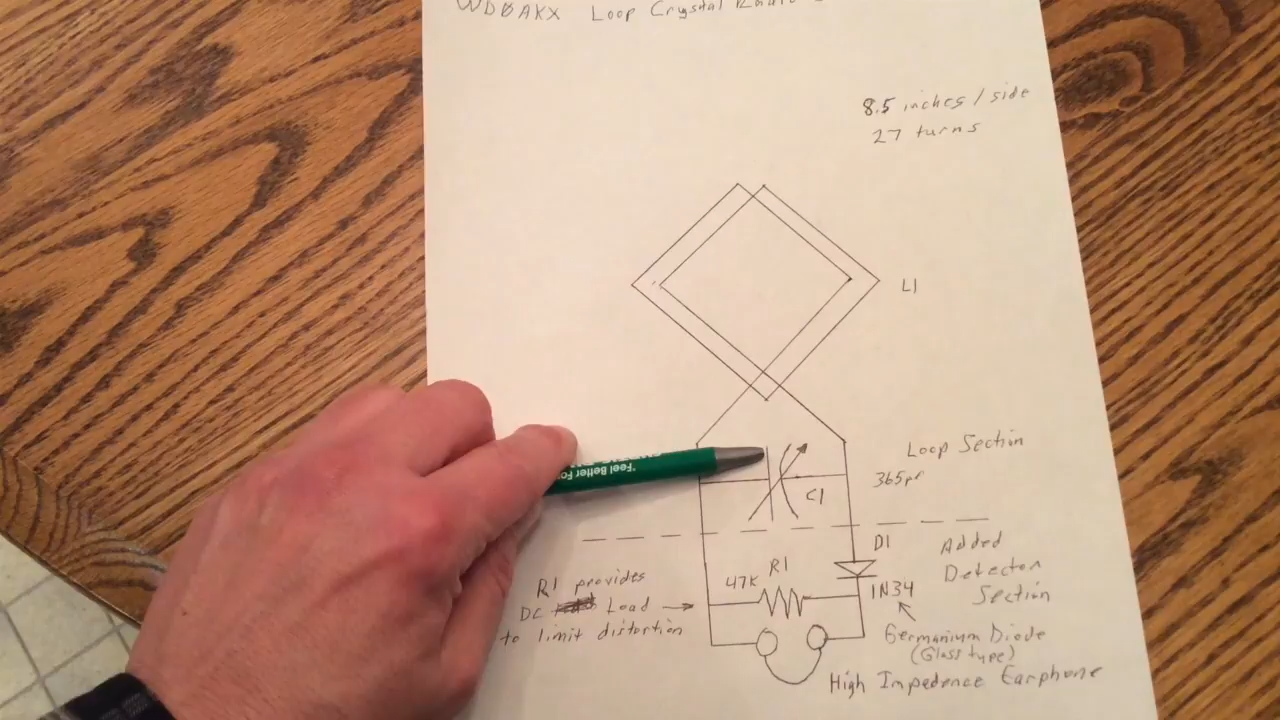 WDØAKX Loop Crystal Radio
8.5 inches / side
27 turns
L1
Loop Section
365pf
C1
D1
Added
Detector
Section
R1
47K
1N34
R1 provides
DC Load
to limit distortion
Germanium Diode
(Glass type)
High Impedence Earphone
"Feel Better